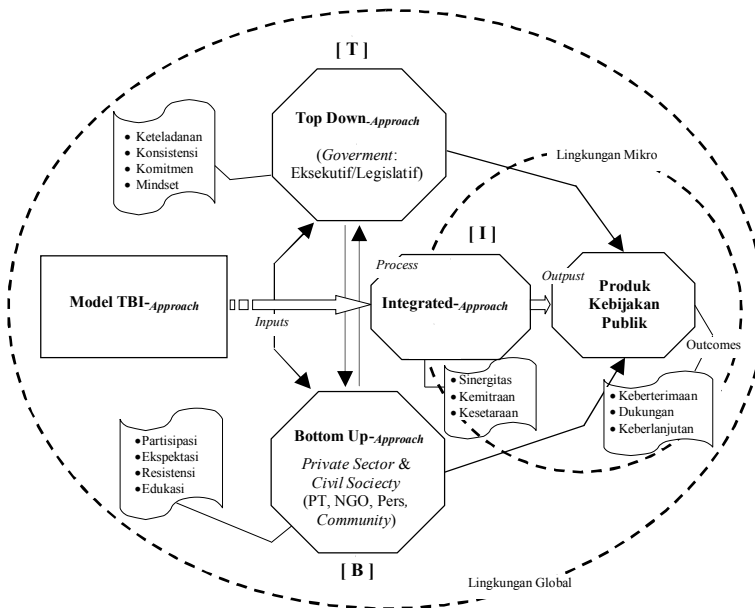 [ T ]
Top Down-Approach
(Goverment:
Eksekutif/Legislatif)
• Keteladanan
• Konsistensi
• Komitmen
• Mindset
Lingkungan Mikro
[ I ]
Process
Integrated-Approach
Outpust
Produk
Kebijakan
Publik
Model TBI-Approach
Inputs
Outcomes
• Sinergitas
• Kemitraan
• Kesetaraan
• Keberterimaan
• Dukungan
• Keberlanjutan
• Partisipasi
• Ekspektasi
• Resistensi
• Edukasi
Bottom Up-Approach
Private Sector &
Civil Sociecty
(PT, NGO, Pers,
Community)
[ B ]
Lingkungan Global